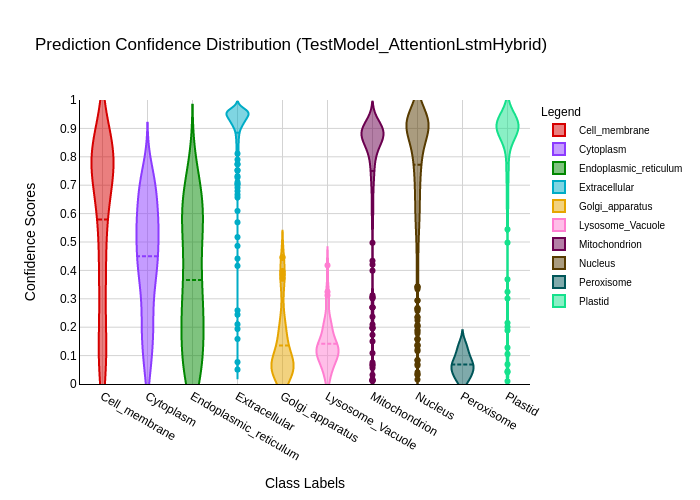 Prediction Confidence Distribution (TestModel_AttentionLstmHybrid)
Confidence Scores
1
0.9
0.8
0.7
0.6
0.5
0.4
0.3
0.2
0.1
0
Cell_membrane
Cytoplasm
Endoplasmic_reticulum
Extracellular
Golgi_apparatus
Lysosome_Vacuole
Mitochondrion
Nucleus
Peroxisome
Plastid
Class Labels
Legend
Cell_membrane
Cytoplasm
Endoplasmic_reticulum
Extracellular
Golgi_apparatus
Lysosome_Vacuole
Mitochondrion
Nucleus
Peroxisome
Plastid